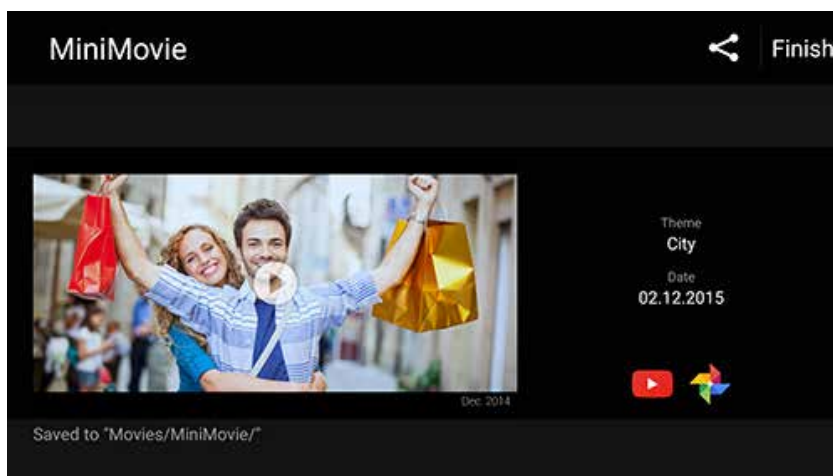 MiniMovie
Finish
Theme
City
Date
02.12.2015
Dec. 2014
Saved to "Movies/MiniMovie/"